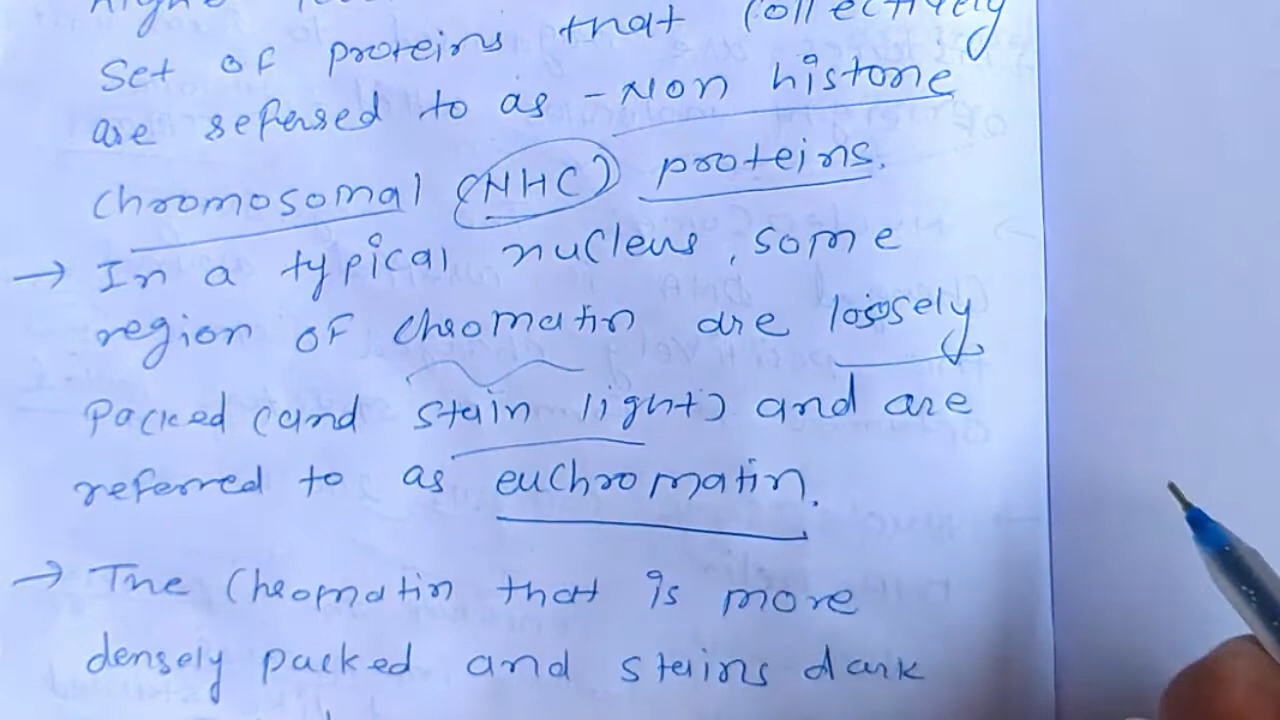 set of proteins that collectively
are refersed to as - Non histone
chromosomal (NHC) proteins.
→ In a typical nucleus, some
region of chromatin are loosely
packed (and stain light) and are
referred to as euchromatin.
→ The chromatin that is more
densely packed and stains dark